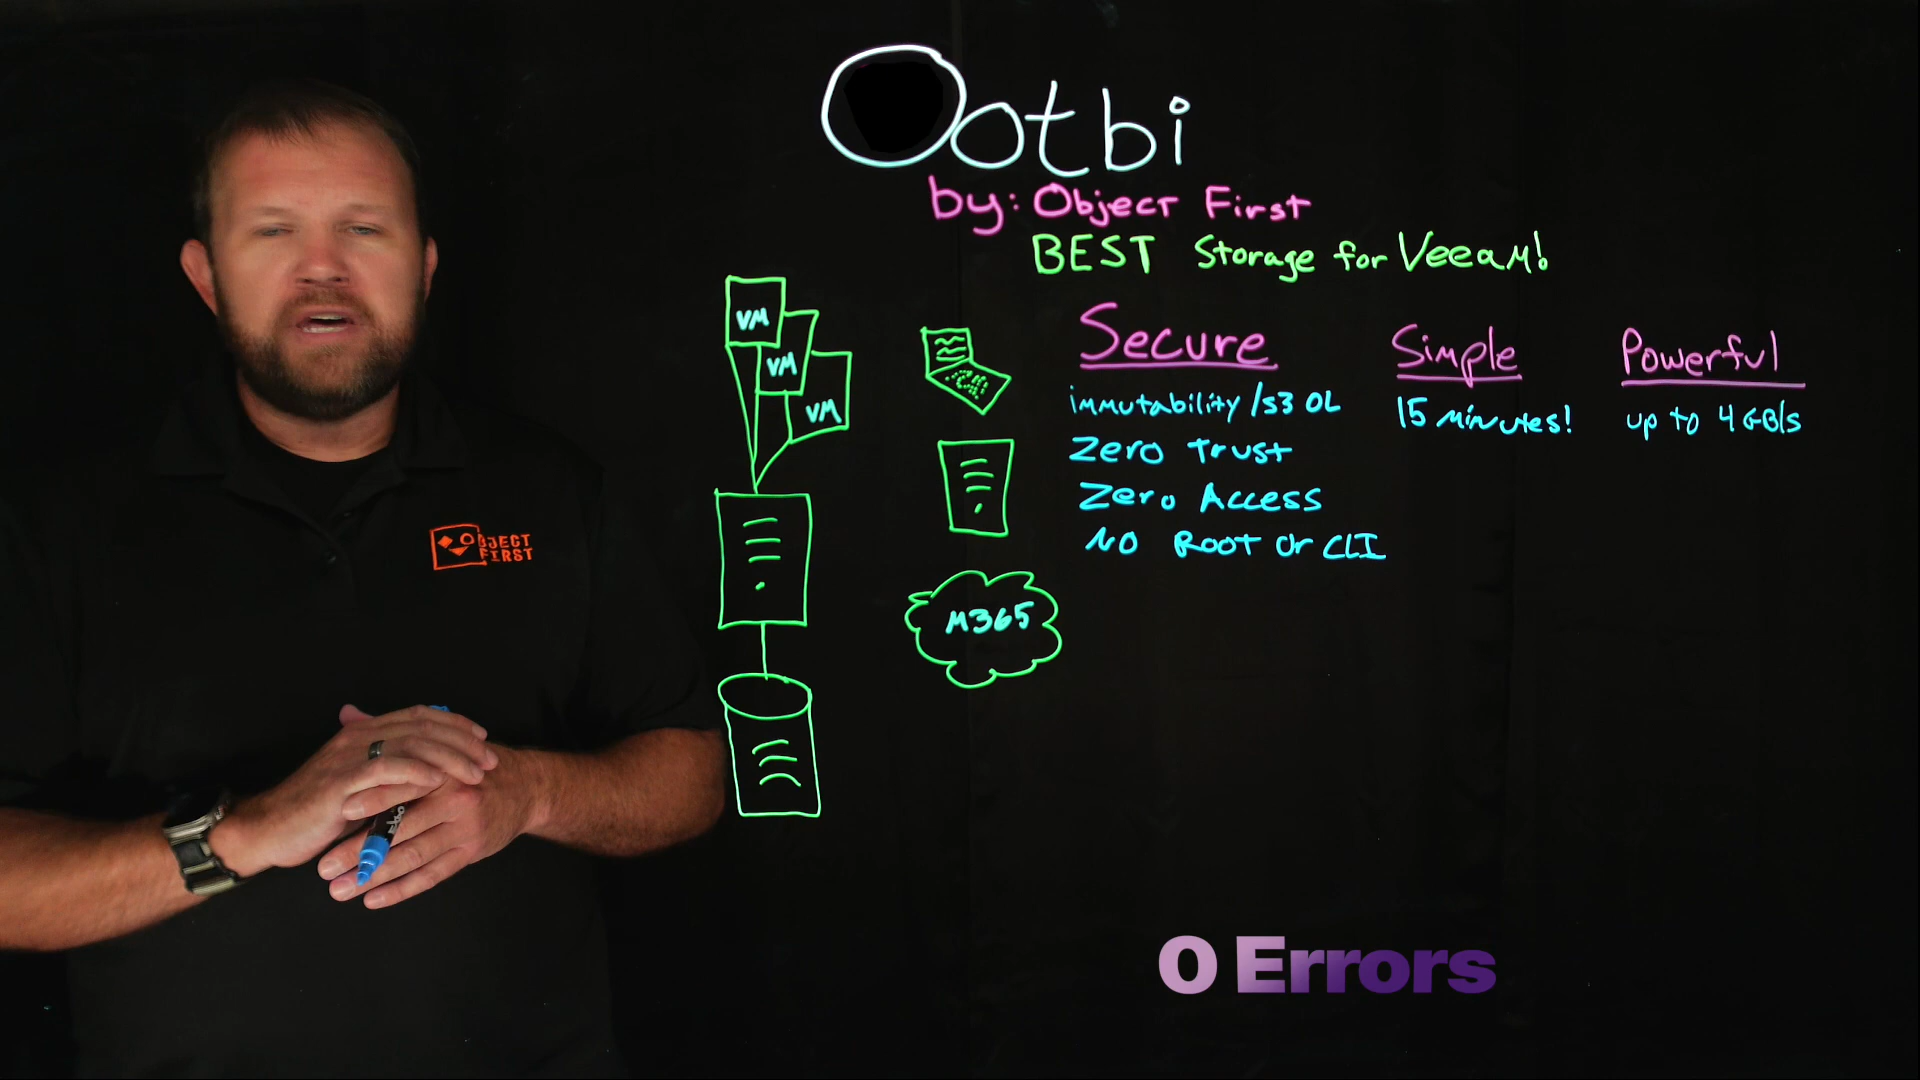 Ootbi
by: Object First
BEST Storage for Veeam!
VM
VM
VM
Secure
immutability/S3 OL
Zero Trust
Zero Access
No Root or CLI
Simple
15 minutes!
Powerful
up to 4 GB/s
M365
OBJECT
FIRST
0 Errors